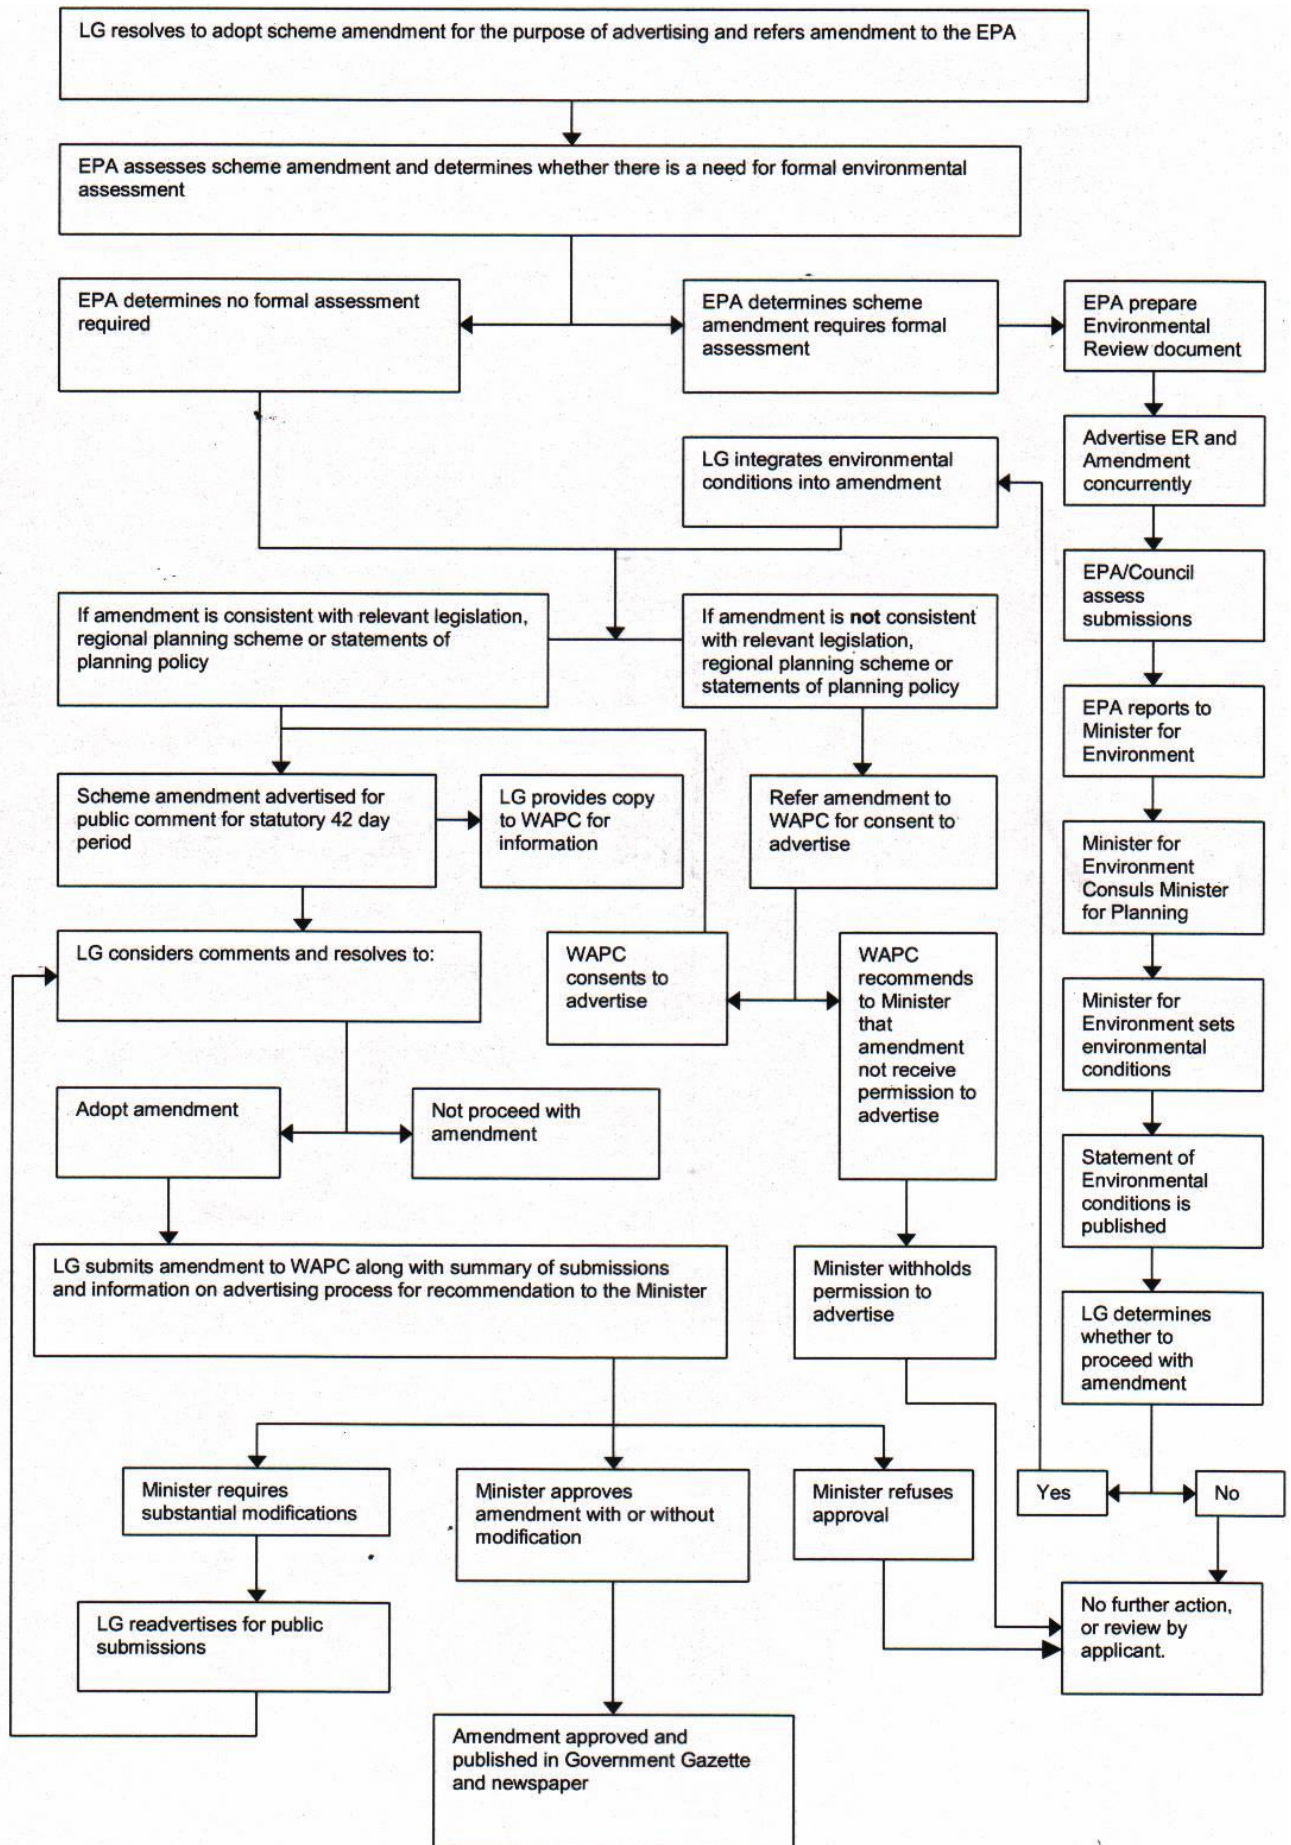 LG resolves to adopt scheme amendment for the purpose of advertising and refers amendment to the EPA
EPA assesses scheme amendment and determines whether there is a need for formal environmental
assessment
EPA determines no formal assessment
required
EPA determines scheme
amendment requires formal
assessment
EPA prepare
Environmental
Review document
Advertise ER and
Amendment
concurrently
LG integrates environmental
conditions into amendment
EPA/Council
assess
submissions
If amendment is consistent with relevant legislation,
regional planning scheme or statements of
planning policy
If amendment is not consistent
with relevant legislation,
regional planning scheme or
statements of planning policy
EPA reports to
Minister for
Environment
Scheme amendment advertised for
public comment for statutory 42 day
period
LG provides copy
to WAPC for
information
Refer amendment to
WAPC for consent to
advertise
Minister for
Environment
Consuls Minister
for Planning
LG considers comments and resolves to:
WAPC
consents to
advertise
WAPC
recommends
to Minister
that
amendment
not receive
permission to
advertise
Minister for
Environment sets
environmental
conditions
Adopt amendment
Not proceed with
amendment
Statement of
Environmental
conditions is
published
LG submits amendment to WAPC along with summary of submissions
and information on advertising process for recommendation to the Minister
Minister withholds
permission to
advertise
LG determines
whether to
proceed with
amendment
Minister requires
substantial modifications
Minister approves
amendment with or without
modification
Minister refuses
approval
Yes
No
LG readvertises for public
submissions
No further action,
or review by
applicant.
Amendment approved and
published in Government Gazette
and newspaper